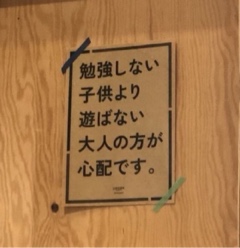 勉強しない
子供より
遊ばない
大人の方が
心配です。